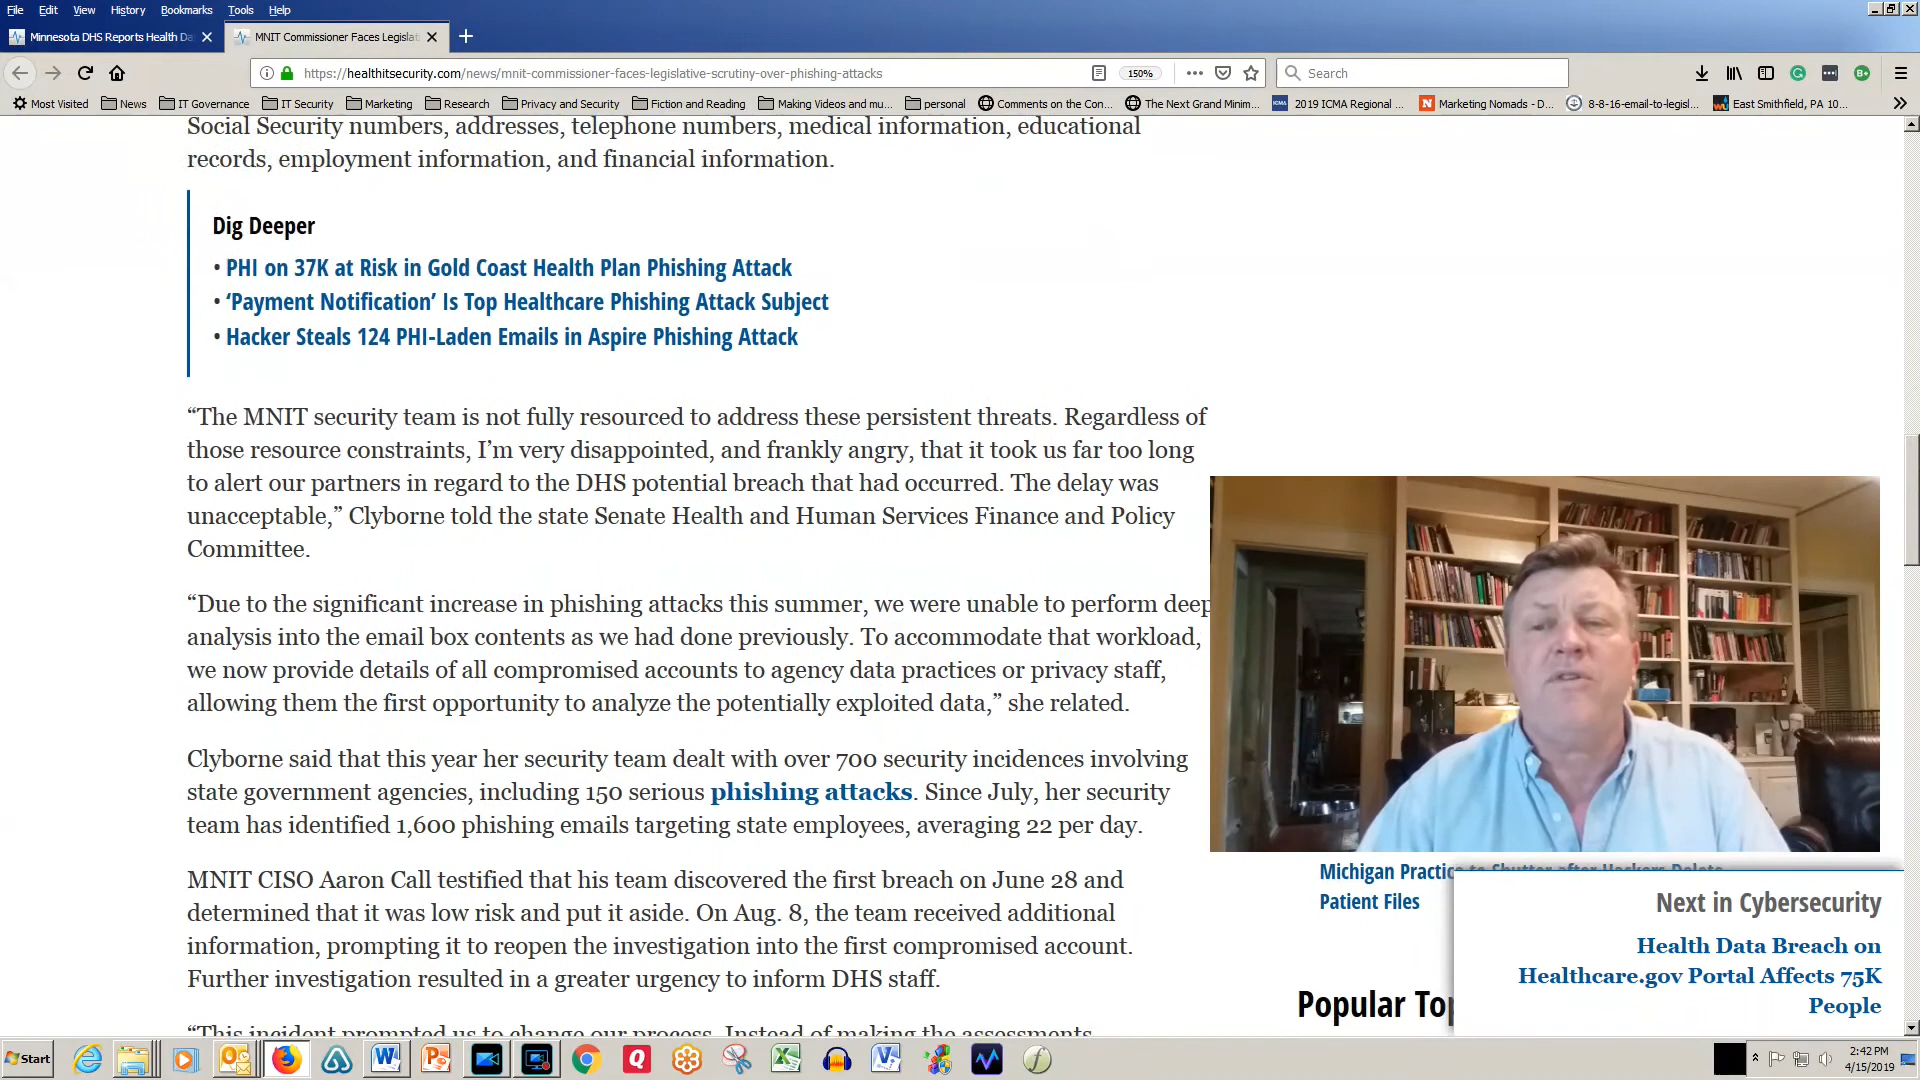 File Edit View History Bookmarks Tools Help
Minnesota DHS Reports Health Da
MNIT Commissioner Faces Legislat
https://healthitsecurity.com/news/mnit-commissioner-faces-legislative-scrutiny-over-phishing-attacks
150%
Search
Most Visited News IT Governance IT Security Marketing Research Privacy and Security Fiction and Reading Making Videos and mu... personal Comments on the Con... The Next Grand Minim... 2019 ICMA Regional ... Marketing Nomads - D... 8-8-16-email-to-legisl... East Smithfield, PA 10...
Social Security numbers, addresses, telephone numbers, medical information, educational
records, employment information, and financial information.
Dig Deeper
• PHI on 37K at Risk in Gold Coast Health Plan Phishing Attack
• ‘Payment Notification’ Is Top Healthcare Phishing Attack Subject
• Hacker Steals 124 PHI-Laden Emails in Aspire Phishing Attack
“The MNIT security team is not fully resourced to address these persistent threats. Regardless of
those resource constraints, I’m very disappointed, and frankly angry, that it took us far too long
to alert our partners in regard to the DHS potential breach that had occurred. The delay was
unacceptable,” Clyborne told the state Senate Health and Human Services Finance and Policy
Committee.
“Due to the significant increase in phishing attacks this summer, we were unable to perform deep
analysis into the email box contents as we had done previously. To accommodate that workload,
we now provide details of all compromised accounts to agency data practices or privacy staff,
allowing them the first opportunity to analyze the potentially exploited data,” she related.
Clyborne said that this year her security team dealt with over 700 security incidences involving
state government agencies, including 150 serious phishing attacks. Since July, her security
team has identified 1,600 phishing emails targeting state employees, averaging 22 per day.
MNIT CISO Aaron Call testified that his team discovered the first breach on June 28 and
determined that it was low risk and put it aside. On Aug. 8, the team received additional
information, prompting it to reopen the investigation into the first compromised account.
Further investigation resulted in a greater urgency to inform DHS staff.
“This incident prompted us to change our process. Instead of making the assessments
Michigan Practice to Shutter after Hackers Delete
Patient Files
Popular Top
Next in Cybersecurity
Health Data Breach on
Healthcare.gov Portal Affects 75K
People
Start
2:42 PM
4/15/2019